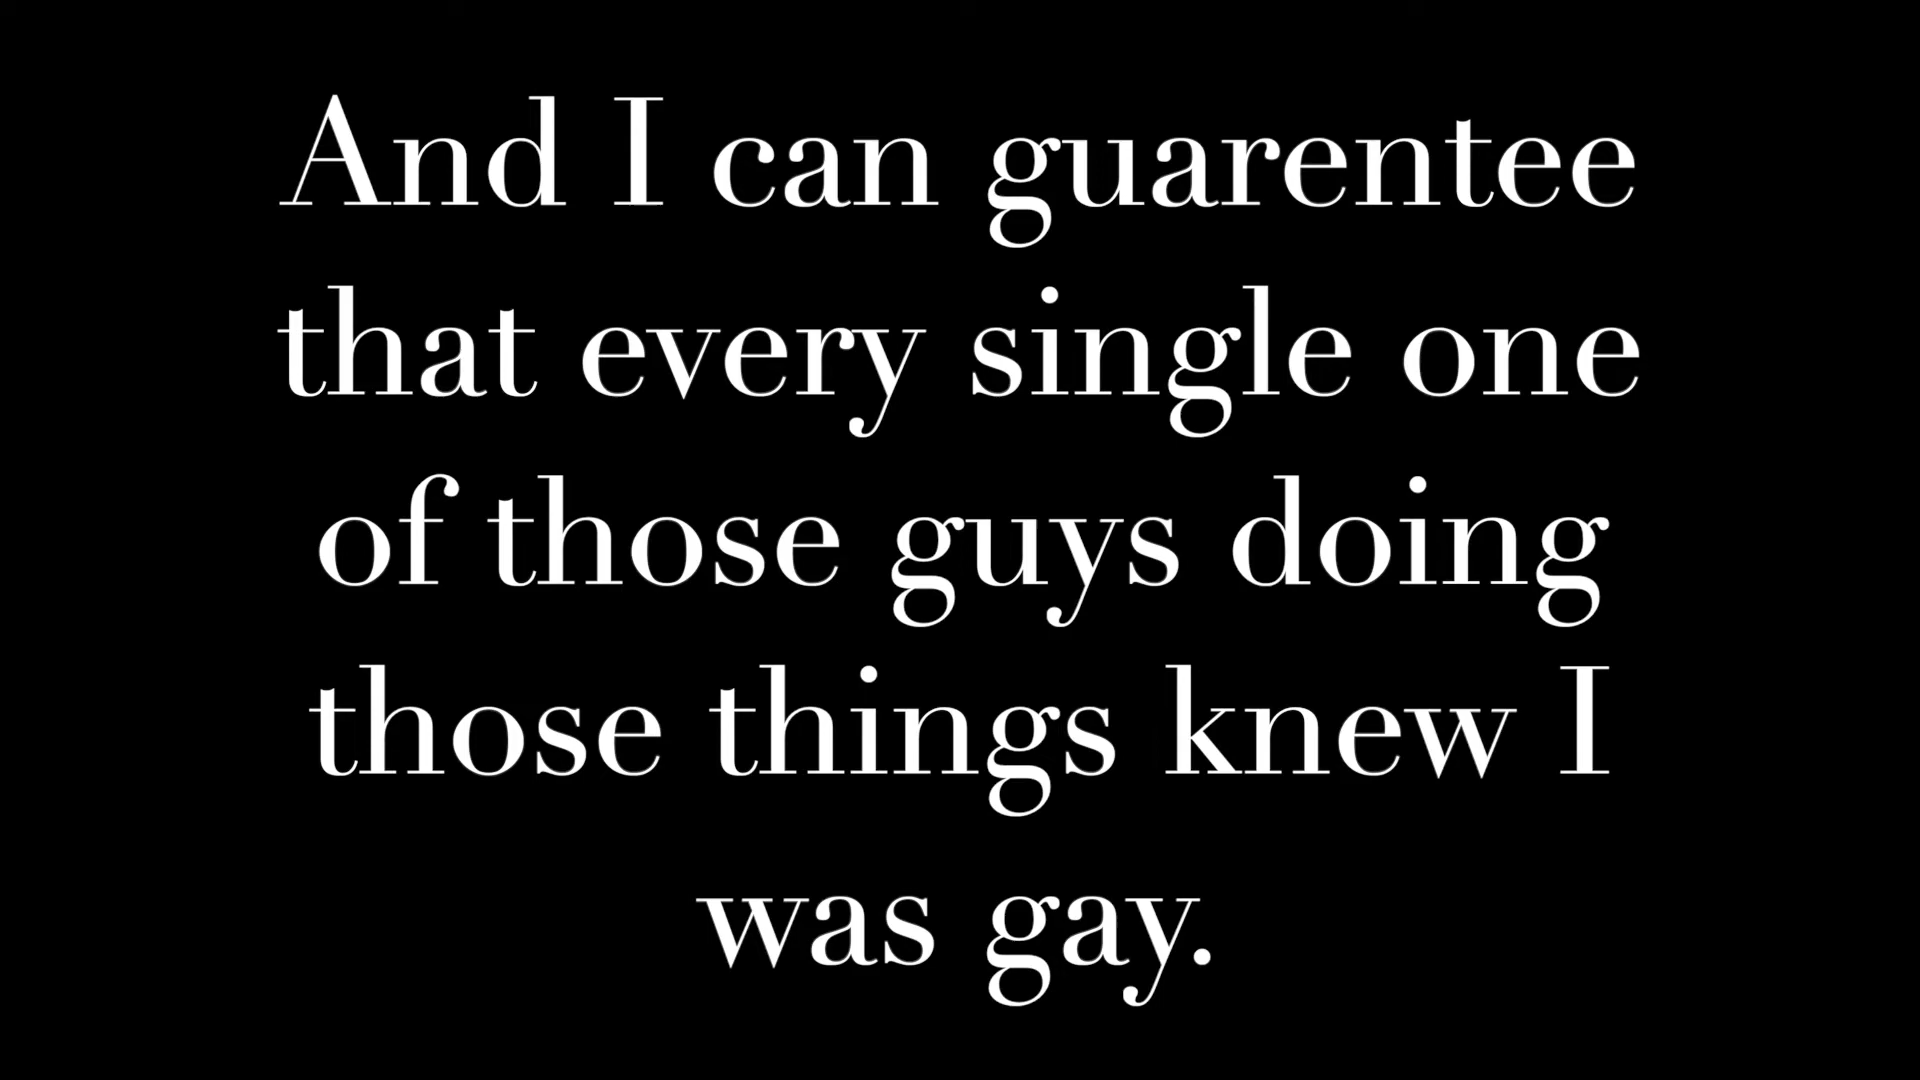 And I can guarentee
that every single one
of those guys doing
those things knew I
was gay.